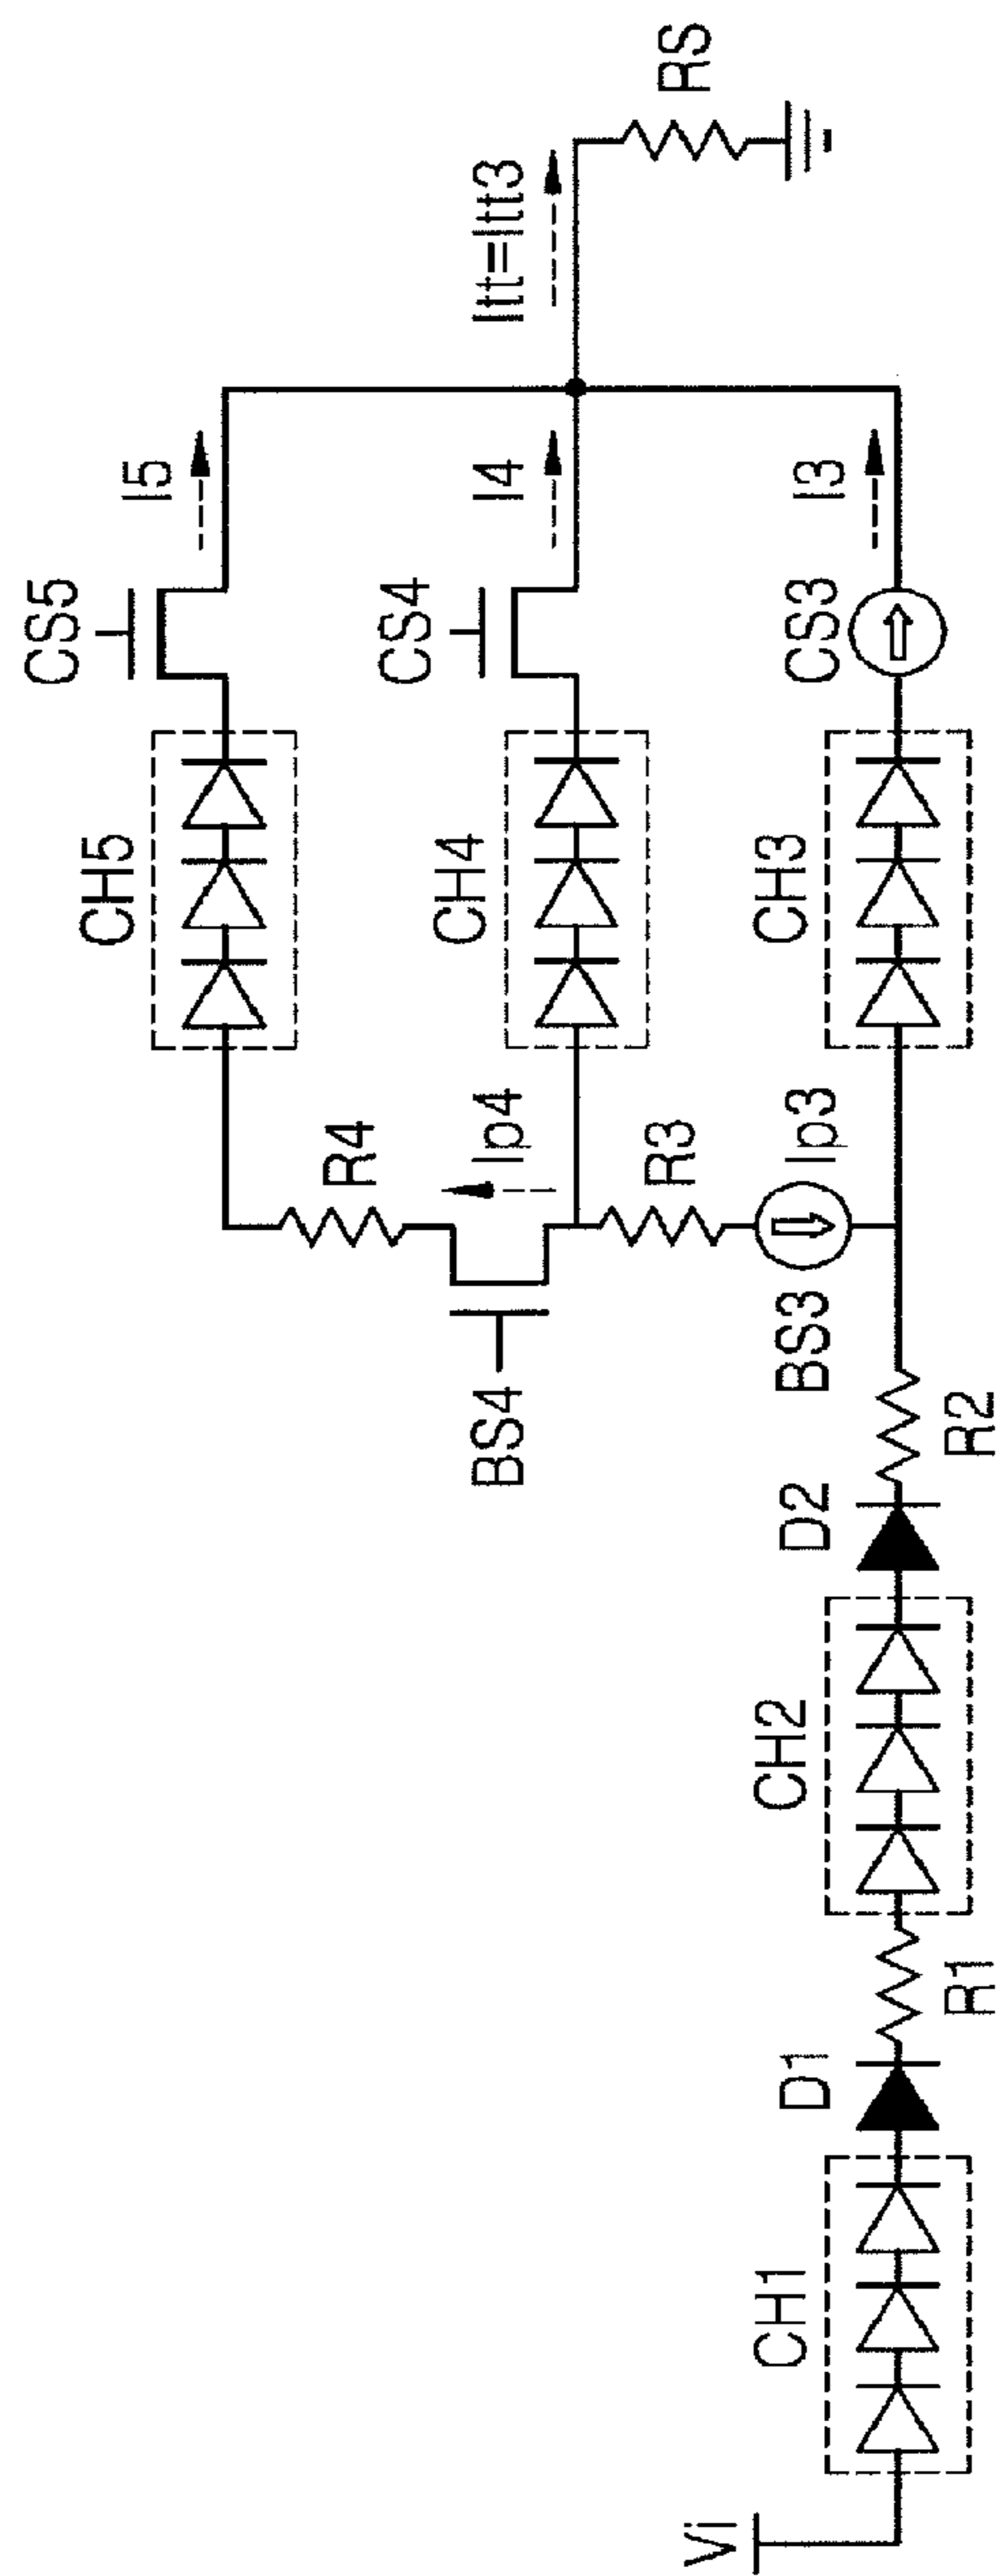 RS
Itt=Itt3
I5
I4
I3
CS5
CS4
CS3
CH5
CH4
CH3
R4
Ip4
R3
Ip3
BS4
BS3
R2
D2
CH2
R1
D1
CH1
Vi